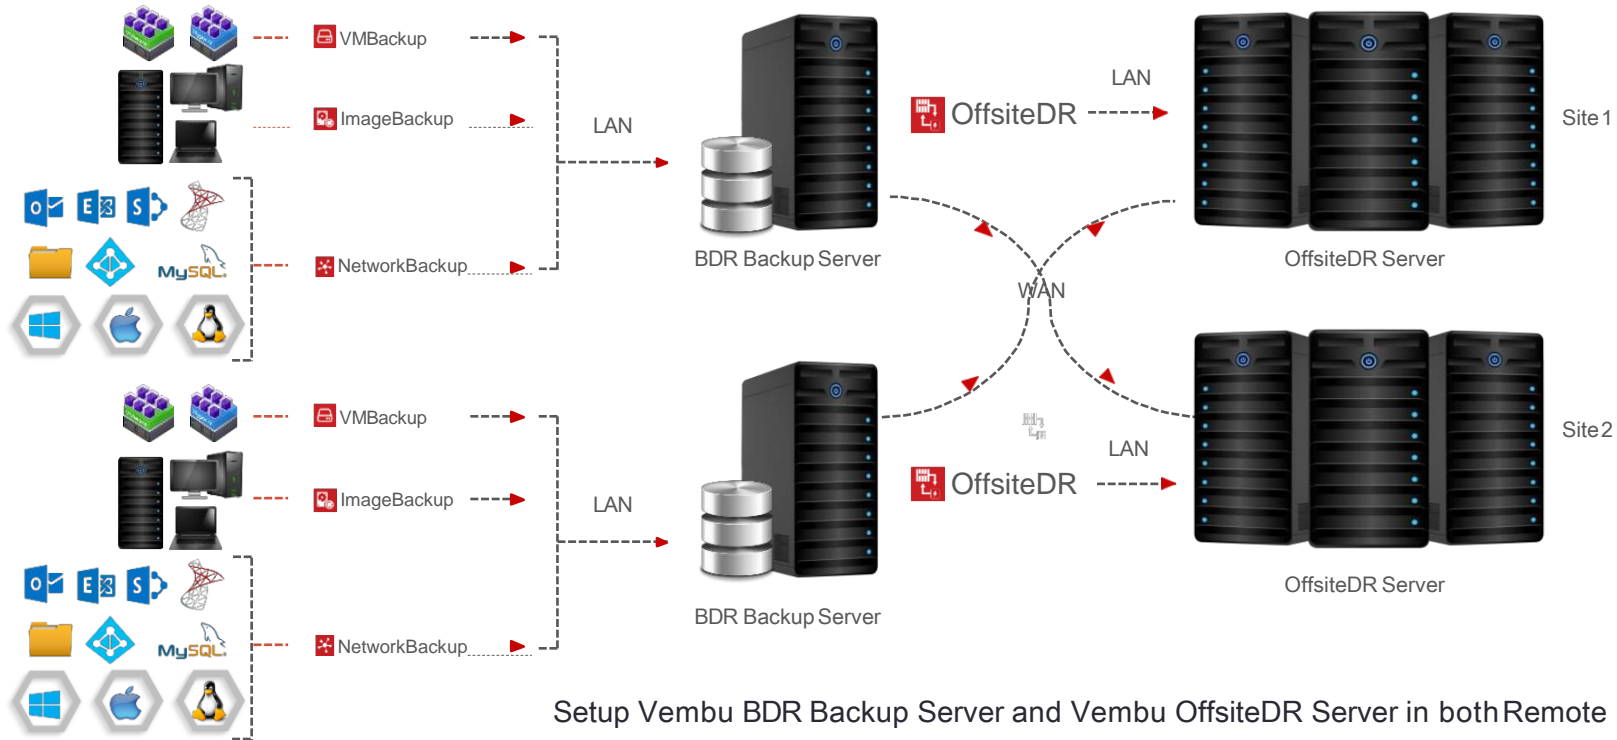 VMBackup
ImageBackup
LAN
OffsiteDR
LAN
Site 1
MySQL.
NetworkBackup
BDR Backup Server
OffsiteDR Server
WAN
VMBackup
ImageBackup
LAN
OffsiteDR
LAN
Site 2
MySQL.
NetworkBackup
BDR Backup Server
OffsiteDR Server
Setup Vembu BDR Backup Server and Vembu OffsiteDR Server in both Remote